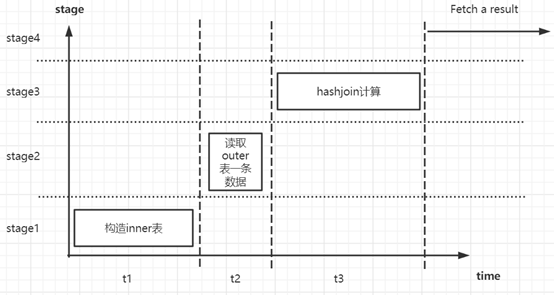 stage
Fetch a result
stage4
stage3
hashjoin计算
stage2
读取
outer
表一条
数据
stage1
构造inner表
t1
t2
t3
time